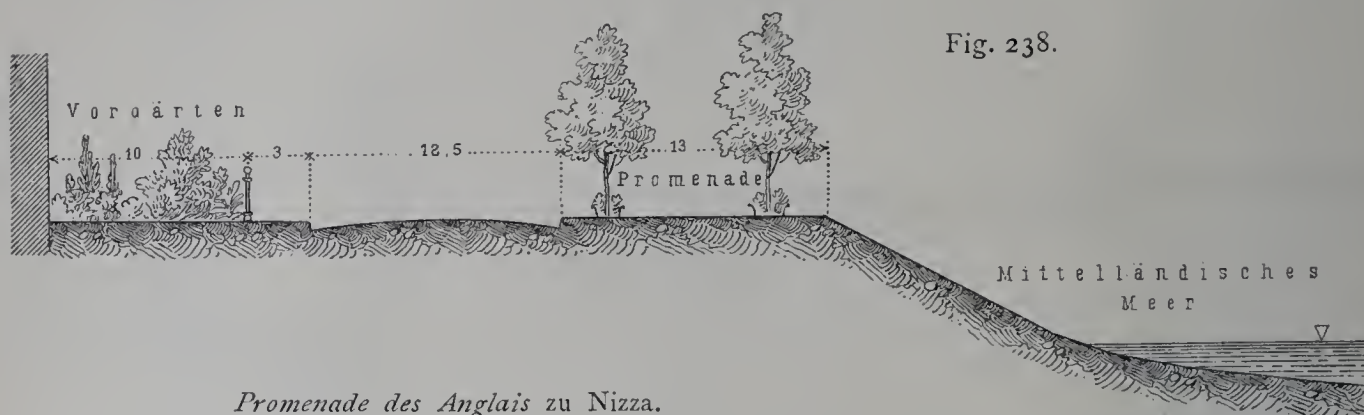 Fig. 238.
Vorgärten
10 3 12,5 13
Promenade
Mittelländisches
Meer
Promenade des Anglais zu Nizza.